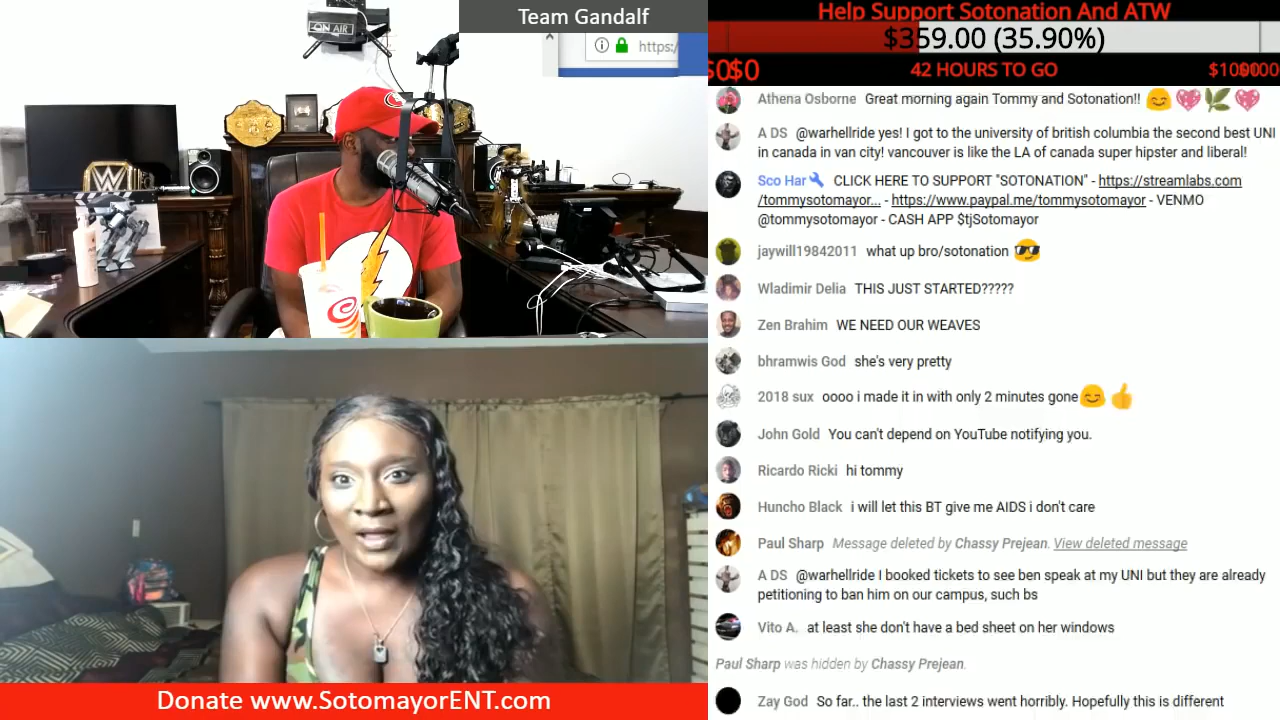 Team Gandalf
ON AIR
https:/
Help Support Sotonation And ATW
$359.00 (35.90%)
42 HOURS TO GO
Athena Osborne Great morning again Tommy and Sotonation!! 😊 💖 🌿 💖
A DS @warhellride yes! I got to the university of british columbia the second best UNI
in canada in van city! vancouver is like the LA of canada super hipster and liberal!
Sco Har🔧 CLICK HERE TO SUPPORT "SOTONATION" - https://streamlabs.com
/tommysotomayor... - https://www.paypal.me/tommysotomayor - VENMO
@tommysotomayor - CASH APP $tjSotomayor
jaywill19842011 what up bro/sotonation 😎
Wladimir Delia THIS JUST STARTED?????
Zen Brahim WE NEED OUR WEAVES
bhramwis God she's very pretty
2018 sux oooo i made it in with only 2 minutes gone😊👍
John Gold You can't depend on YouTube notifying you.
Ricardo Ricki hi tommy
Huncho Black i will let this BT give me AIDS i don't care
Paul Sharp Message deleted by Chassy Prejean. View deleted message
A DS @warhellride I booked tickets to see ben speak at my UNI but they are already
petitioning to ban him on our campus, such bs
Vito A. at least she don't have a bed sheet on her windows
Paul Sharp was hidden by Chassy Prejean.
Zay God So far.. the last 2 interviews went horribly. Hopefully this is different
Donate www.SotomayorENT.com